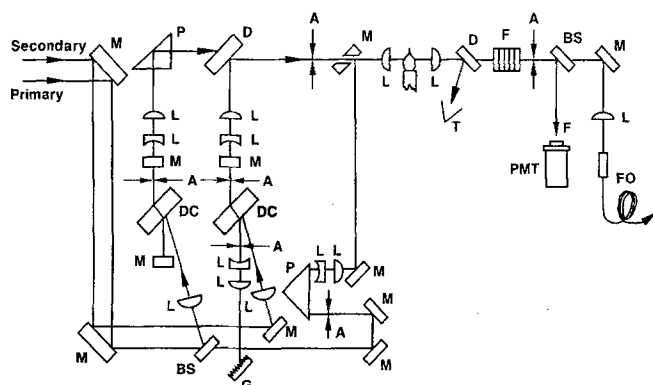 A
M P D A M D F BS M
Secondary
Primary
L L
T
L L
L L L
M M F
A A PMT FO
DC DC
A L L
M L P M
L
L L
M
A
M M
BS M
G